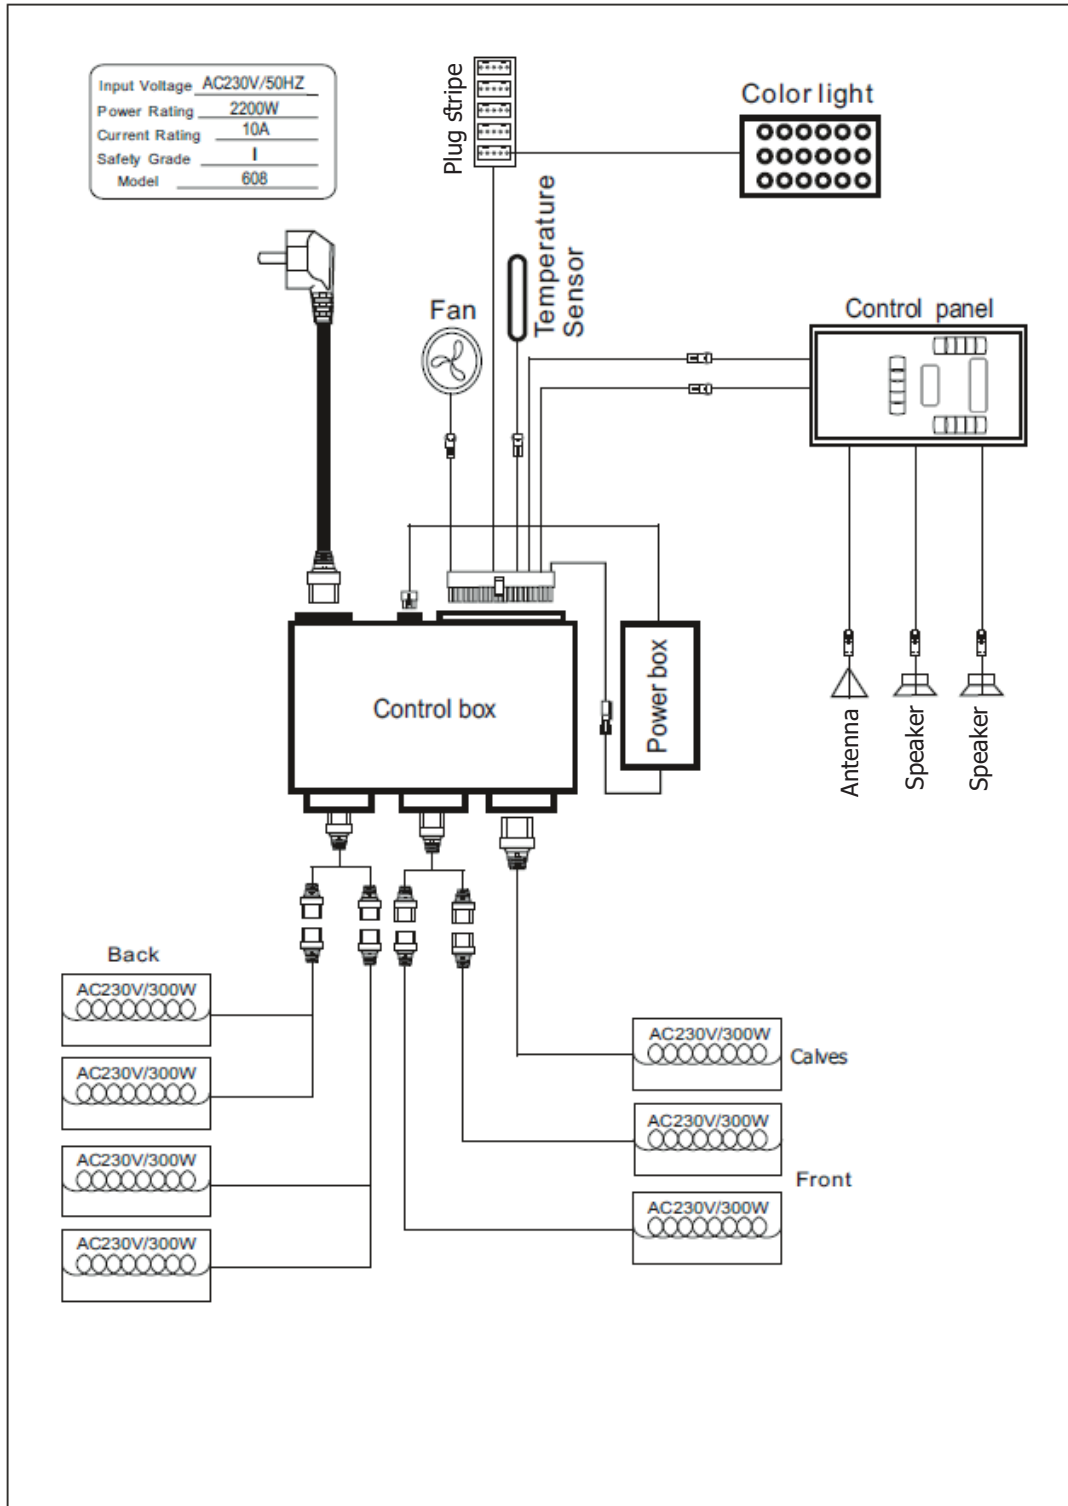 Input Voltage AC230V/50HZ
Power Rating 2200W
Current Rating 10A
Safety Grade I
Model 608
Plug stripe
Color light
Temperature
Sensor
Fan
Control panel
Control box
Power box
Antenna
Speaker
Speaker
Back
AC230V/300W
AC230V/300W
AC230V/300W
AC230V/300W
AC230V/300W
Calves
AC230V/300W
Front
AC230V/300W